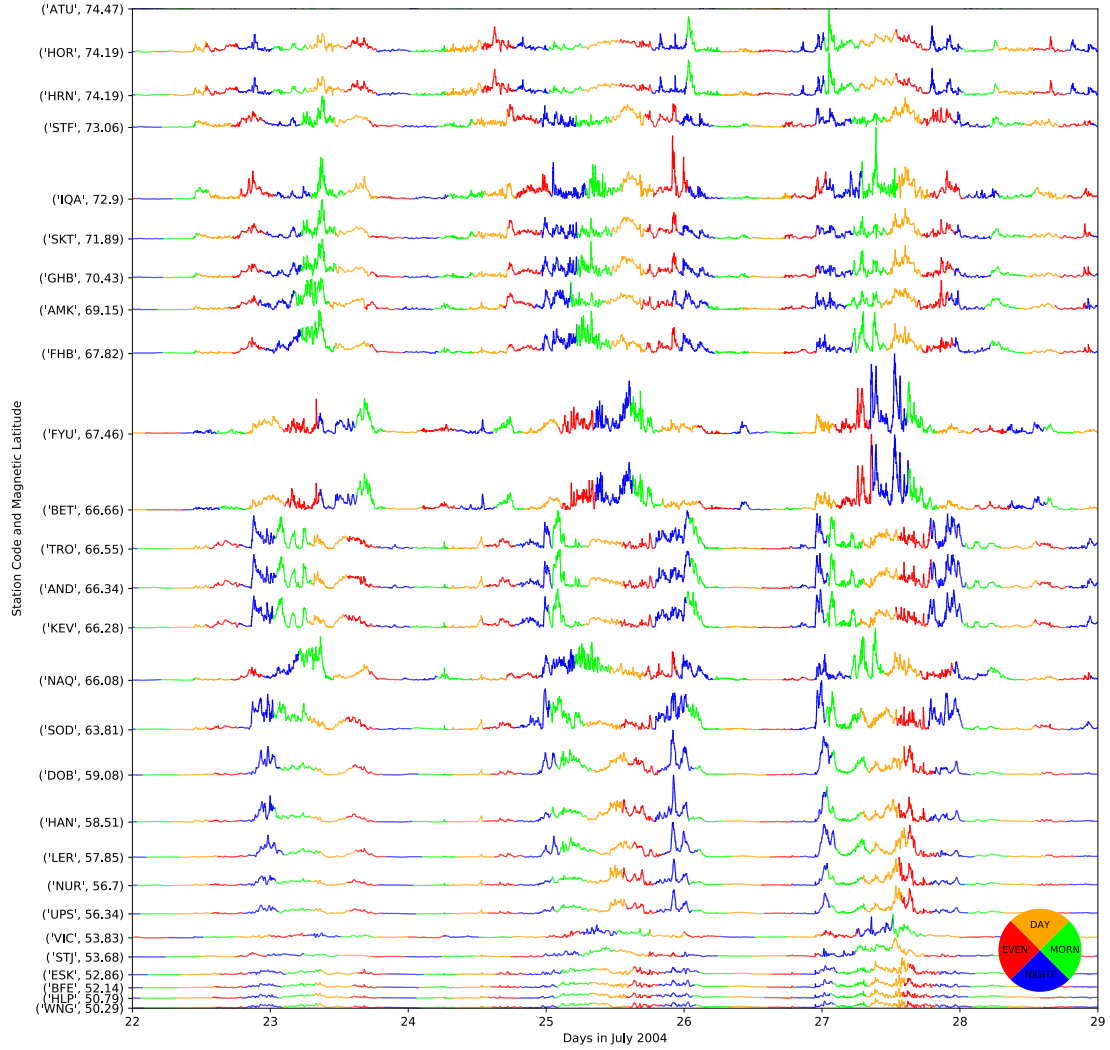 ('ATU', 74.47)
('HOR', 74.19)
('HRN', 74.19)
('STF', 73.06)
('IQA', 72.9)
('SKT', 71.89)
('GHB', 70.43)
('AMK', 69.15)
('FHB', 67.82)
('FYU', 67.46)
('BET', 66.66)
('TRO', 66.55)
('AND', 66.34)
('KEV', 66.28)
('NAQ', 66.08)
('SOD', 63.81)
('DOB', 59.08)
('HAN', 58.51)
('LER', 57.85)
('NUR', 56.7)
('UPS', 56.34)
('VIC', 53.83)
('STJ', 53.68)
('ESK', 52.86)
('BFE', 52.14)
('HLP', 50.79)
('WNG', 50.29)
Station Code and Magnetic Latitude
DAY
EVEN MORN
NIGHT
22 23 24 25 26 27 28 29
Days in July 2004